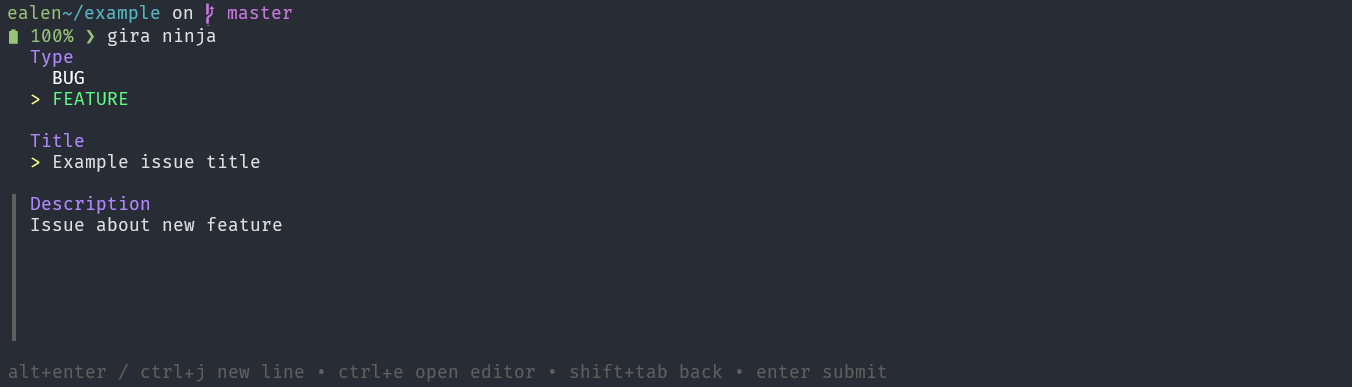 ealen~/example on master
100% ❯ gira ninja
Type
BUG
> FEATURE
Title
> Example issue title
Description
Issue about new feature
alt+enter / ctrl+j new line • ctrl+e open editor • shift+tab back • enter submit